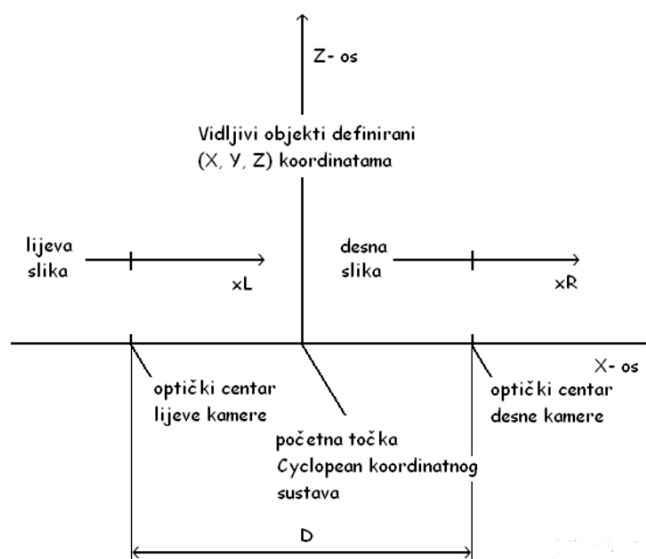 Z- os
Vidljivi objekti definirani
(X, Y, Z) koordinatama
lijeva
slika
desna
slika
xL
xR
X- os
optički centar
lijeve kamere
optički centar
desne kamere
početna točka
Cyclopean koordinatnog
sustava
D